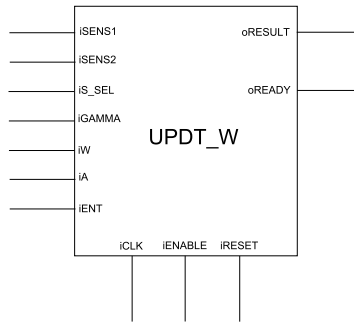 iSENS1
oRESULT
iSENS2
iS_SEL
oREADY
iGAMMA
UPDT_W
iW
iA
iENT
iCLK iENABLE iRESET